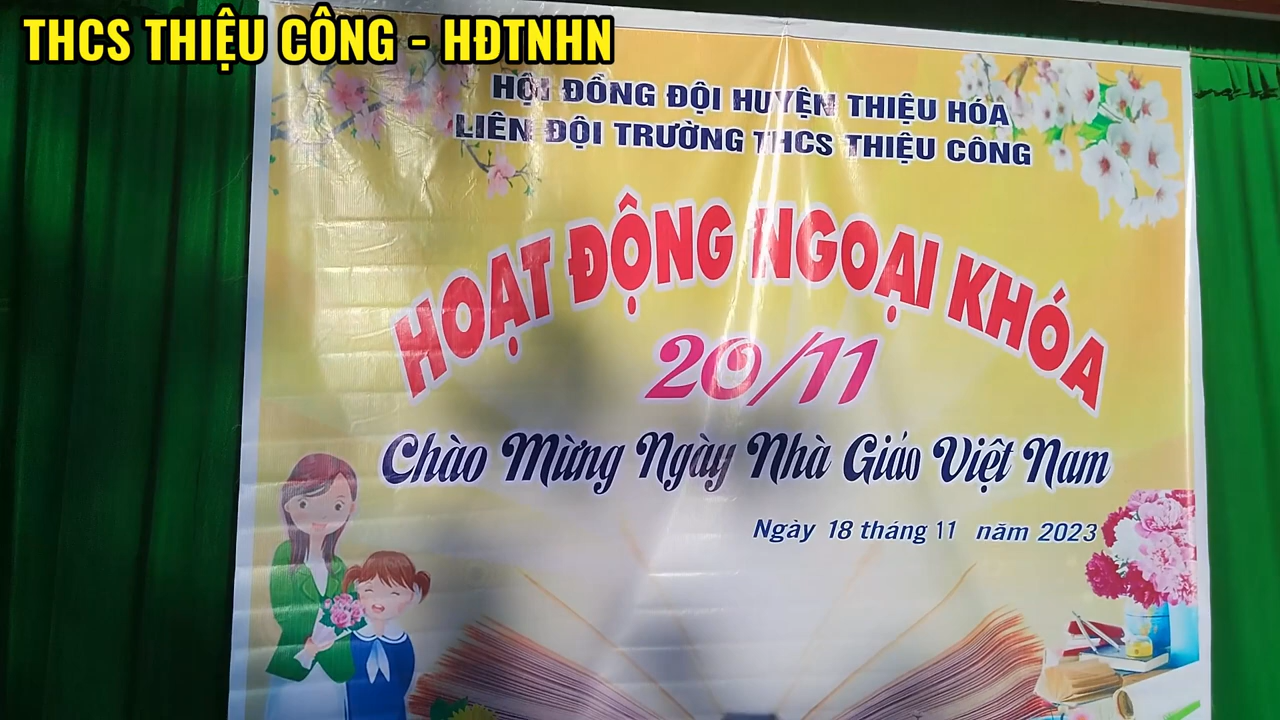 THCS THIỆU CÔNG - HĐTNHN
HỘI ĐỒNG ĐỘI HUYỆN THIỆU HÓA
LIÊN ĐỘI TRƯỜNG THCS THIỆU CÔNG
HOẠT ĐỘNG NGOẠI KHÓA
20/11
Chào Mừng Ngày Nhà Giáo Việt Nam
Ngày 18 tháng 11 năm 2023